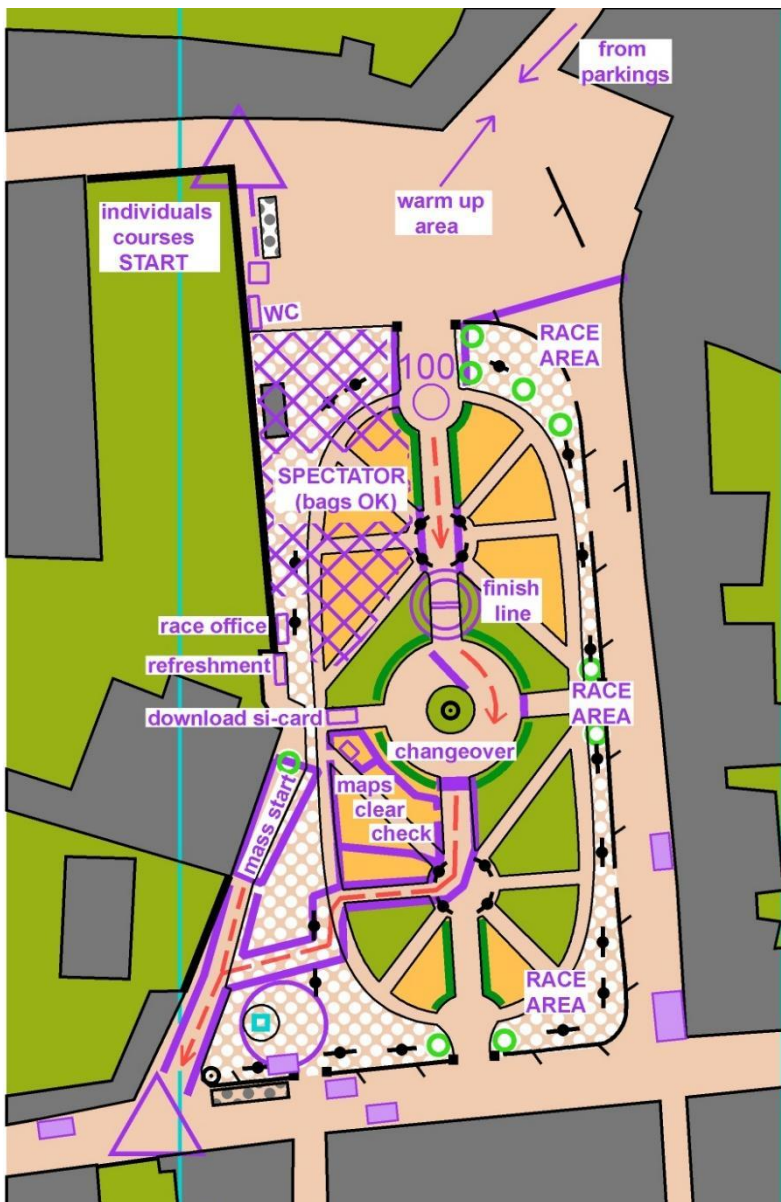 from
parkings
warm up
area
individuals
courses
START
WC
RACE
AREA
100
SPECTATOR
(bags OK)
finish
line
race office
refreshment
RACE
AREA
download si-card
changeover
maps
clear
check
mass start
RACE
AREA